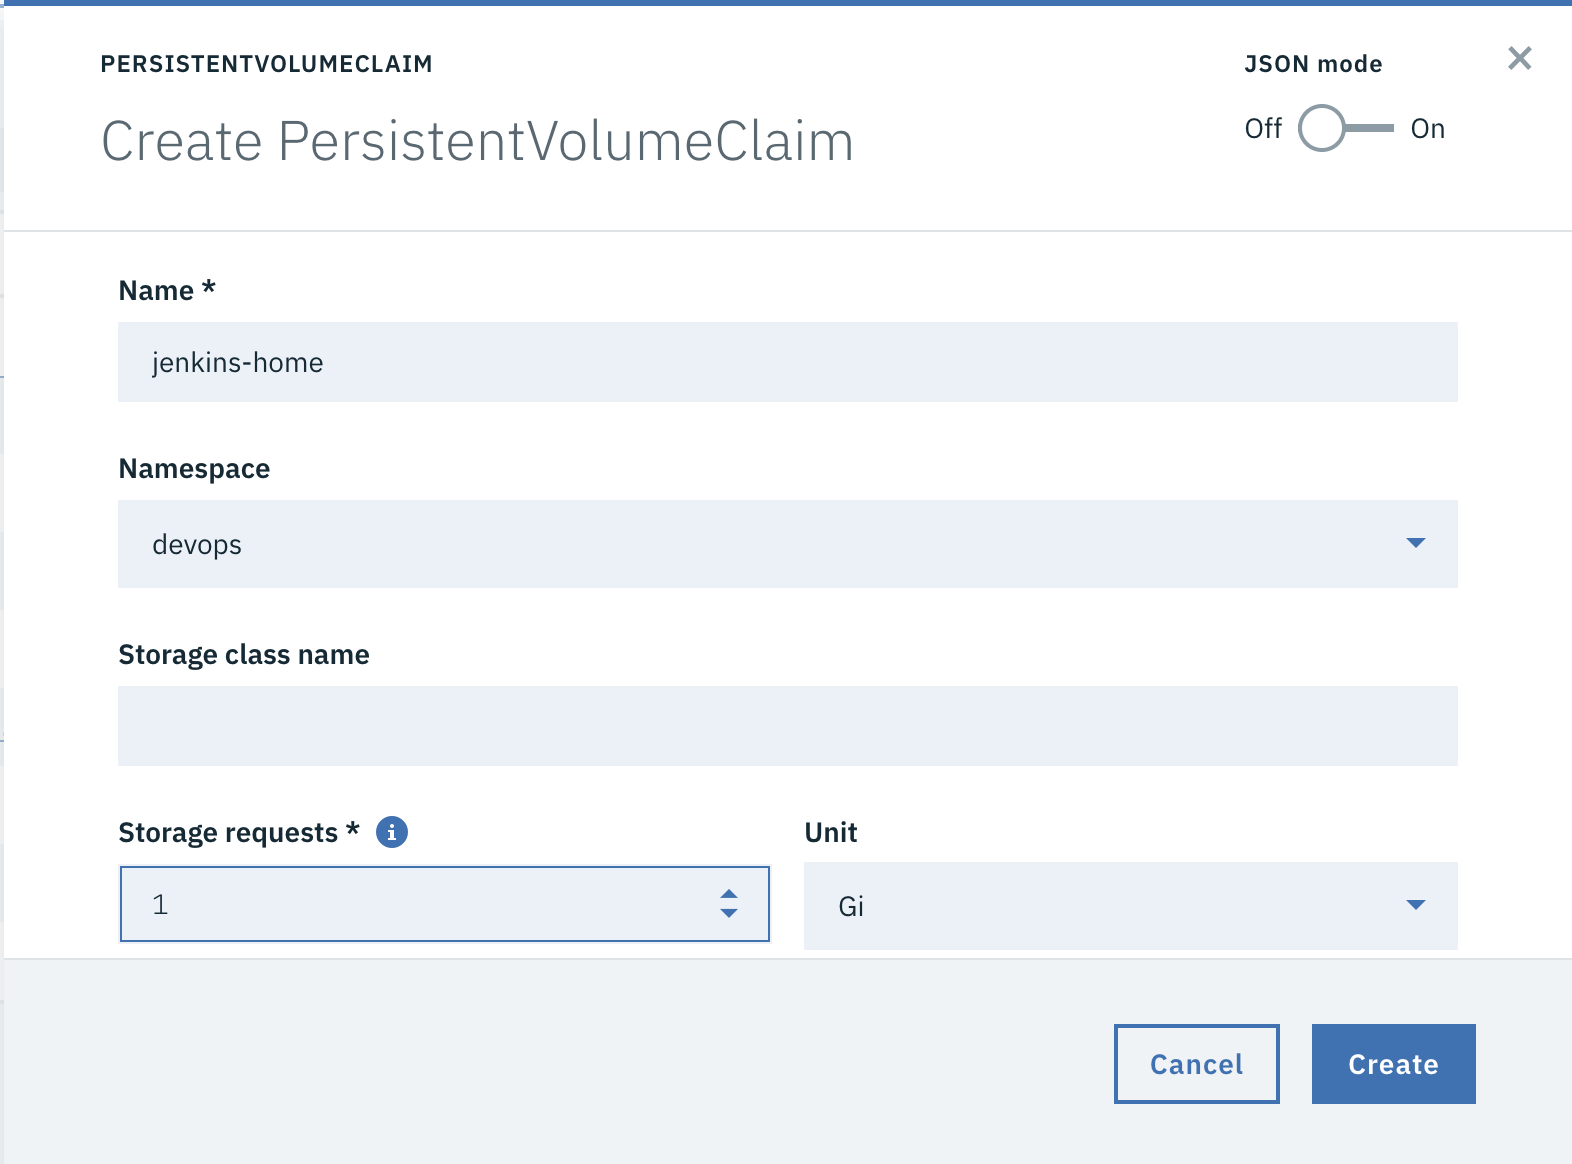 PERSISTENTVOLUMECLAIM
JSON mode
Create PersistentVolumeClaim
Off On
Name *
jenkins-home
Namespace
devops
Storage class name
Storage requests * i
Unit
1
Gi
Cancel
Create